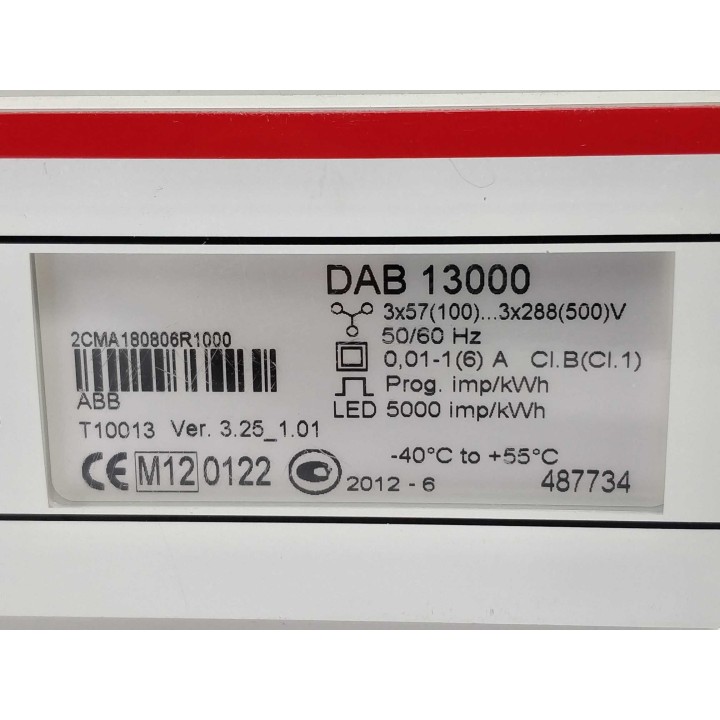 DAB 13000
3x57(100)...3x288(500)V
2CMA180806R1000
50/60 Hz
0,01-1(6) A Cl.B(Cl.1)
Prog. imp/kWh
ABB
LED 5000 imp/kWh
T10013 Ver. 3.25_1.01
-40°C to +55°C
CE M12 0122
2012 - 6
487734